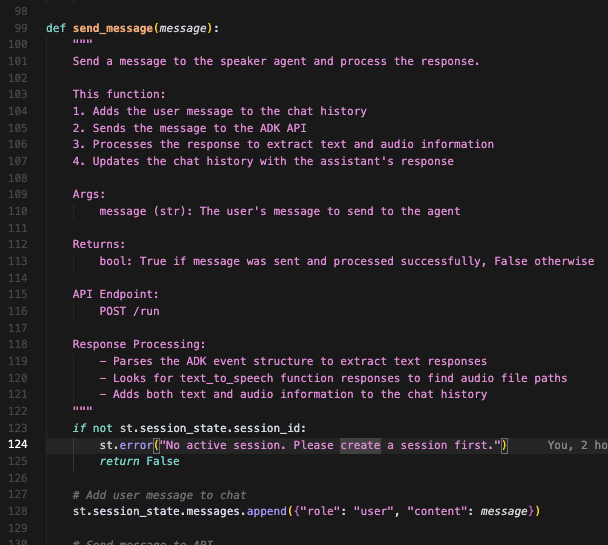 98
99 def send_message(message):
100 """
101 Send a message to the speaker agent and process the response.
102
103 This function:
104 1. Adds the user message to the chat history
105 2. Sends the message to the ADK API
106 3. Processes the response to extract text and audio information
107 4. Updates the chat history with the assistant's response
108
109 Args:
110 message (str): The user's message to send to the agent
111
112 Returns:
113 bool: True if message was sent and processed successfully, False otherwise
114
115 API Endpoint:
116 POST /run
117
118 Response Processing:
119 - Parses the ADK event structure to extract text responses
120 - Looks for text_to_speech function responses to find audio file paths
121 - Adds both text and audio information to the chat history
122 """
123 if not st.session_state.session_id:
124 st.error("No active session. Please create a session first.") You, 2 ho
125 return False
126
127 # Add user message to chat
128 st.session_state.messages.append({"role": "user", "content": message})
129
130 # Send message to API